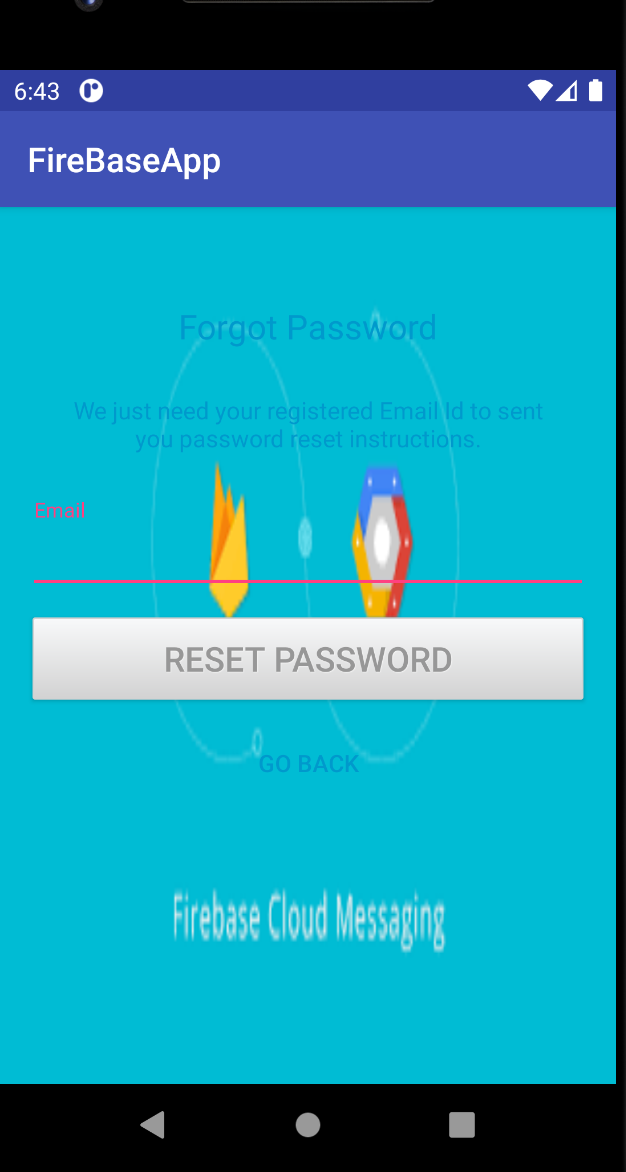 6:43
FireBaseApp
Forgot Password
We just need your registered Email Id to sent
you password reset instructions.
Email
RESET PASSWORD
GO BACK
Firebase Cloud Messaging